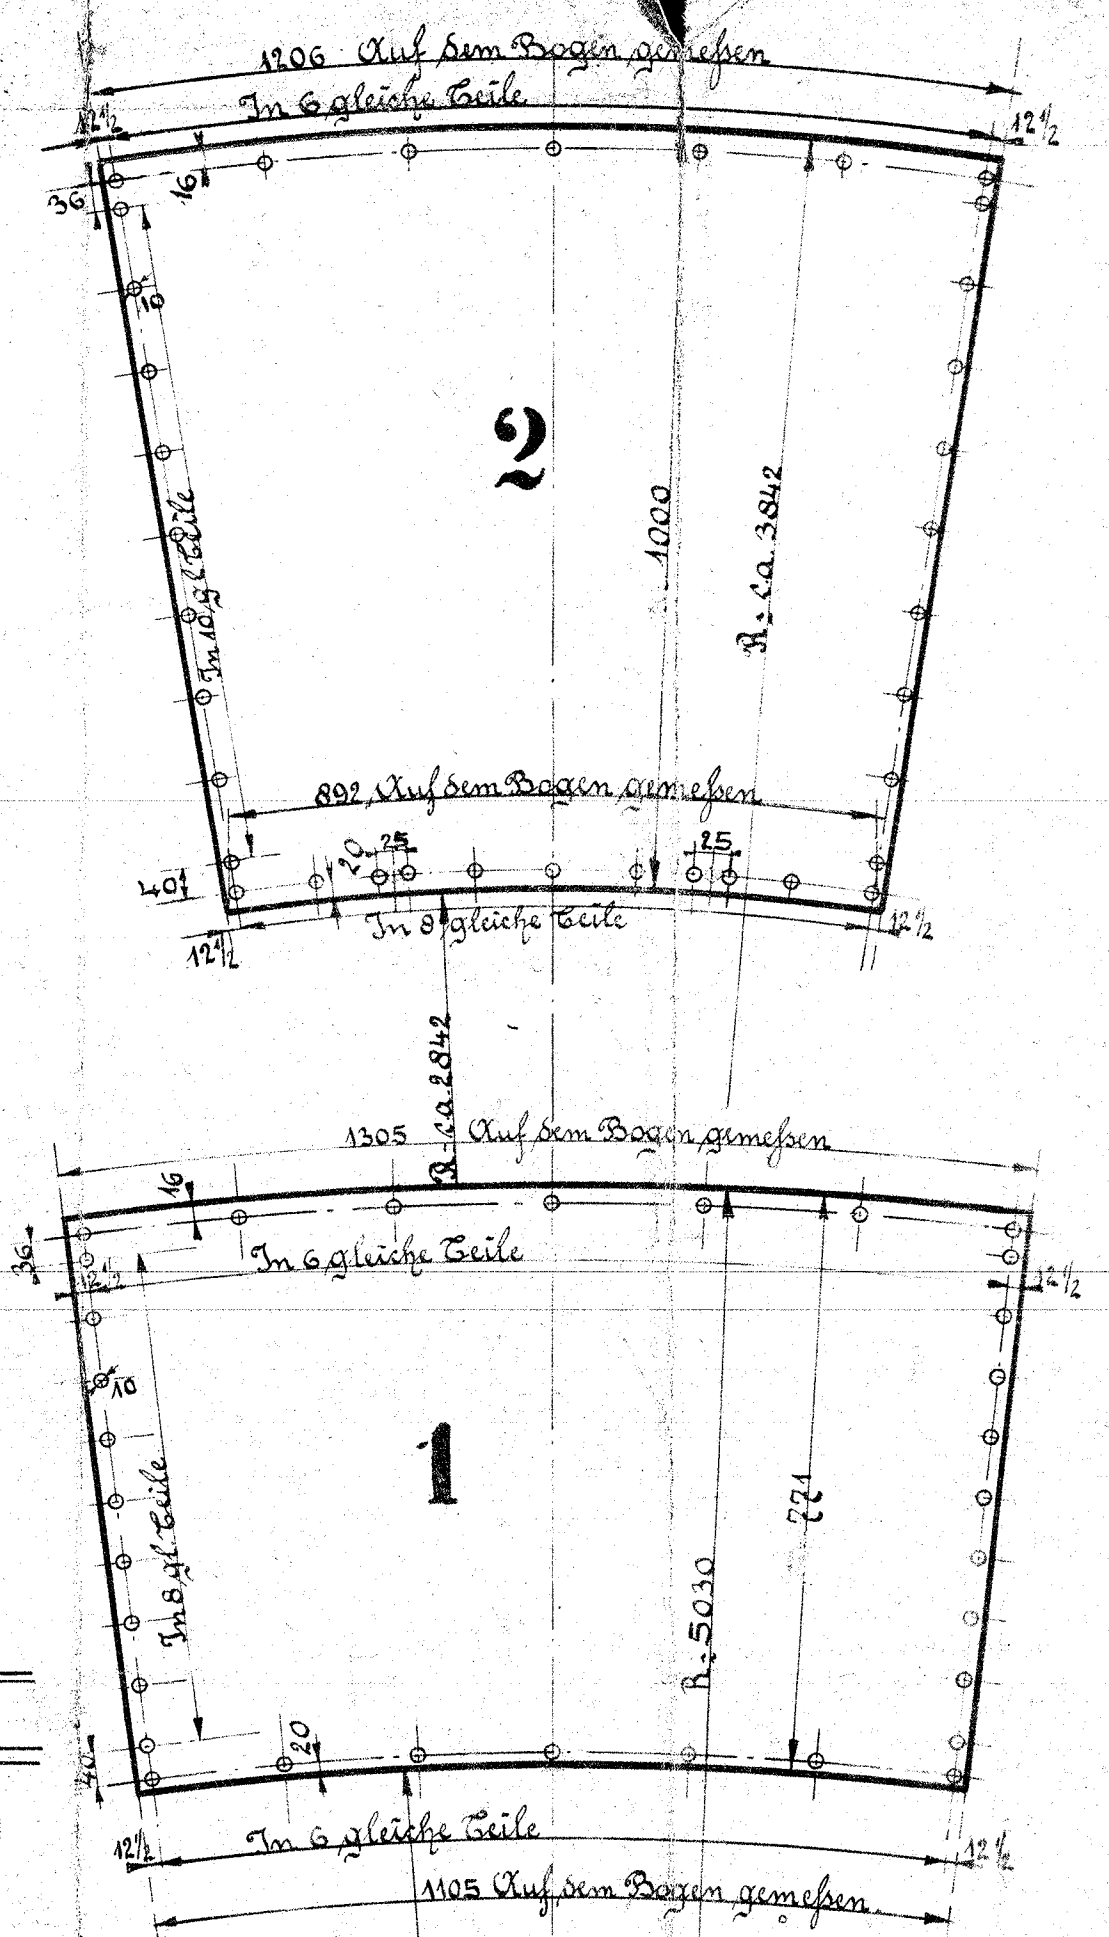 1206 Auf dem Bogen gemeßen
In 6 gleiche Teile
12½
12½
36
16
10
2
In 10 gl Teile
1000
R. ca. 3842
892 Auf dem Bogen gemeßen
20
25
25
40
In 8 gleiche Teile
12½
12½
R. ca. 2842
1305 Auf dem Bogen gemeßen
16
36
In 6 gleiche Teile
12½
12½
10
1
In 8 gl. Teile
771
R. 5030
20
40
In 6 gleiche Teile
12½
12½
1105 Auf dem Bogen gemeßen.